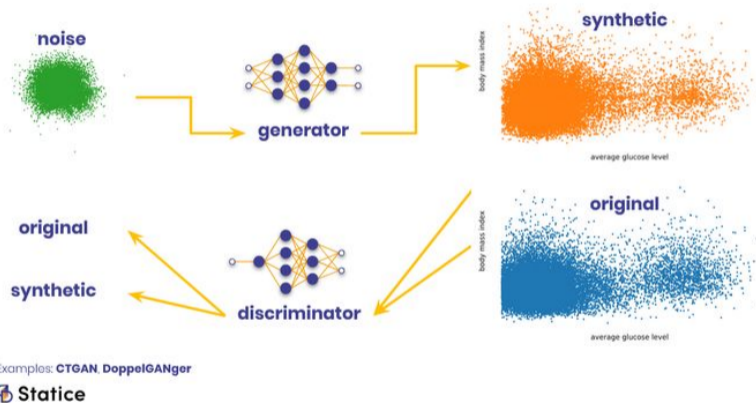 noise
generator
synthetic
body mass index
average glucose level
original
synthetic
discriminator
original
body mass index
average glucose level
Examples: CTGAN, DoppelGANger
Statice